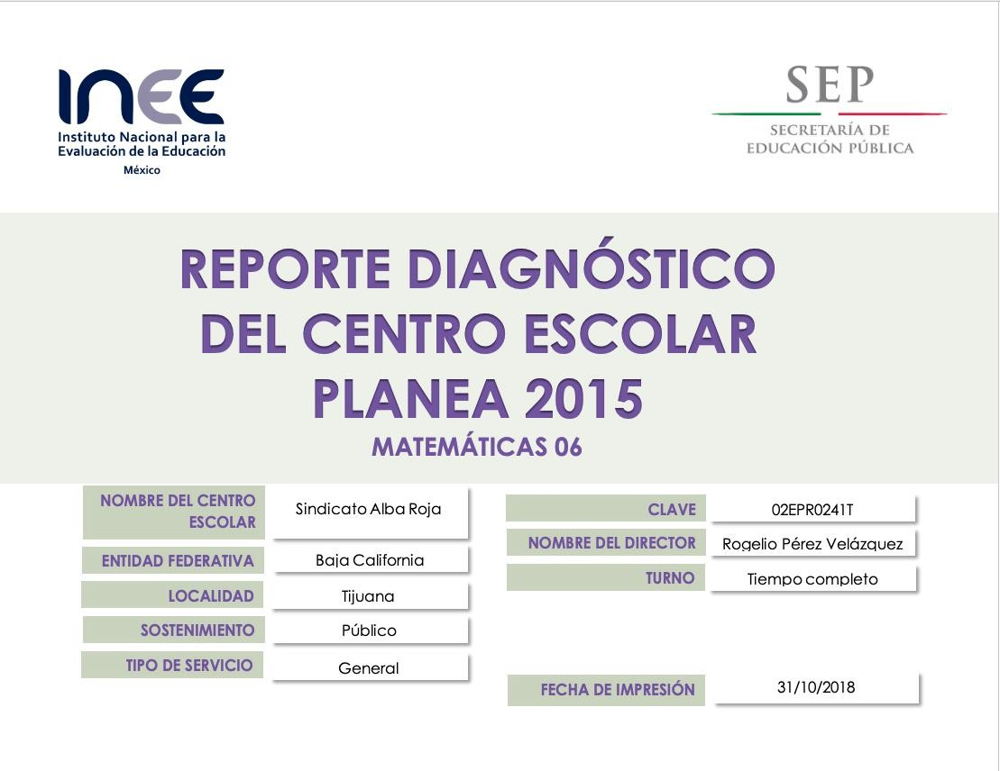 INEE
Instituto Nacional para la
Evaluación de la Educación
México
SEP
SECRETARÍA DE
EDUCACIÓN PÚBLICA
REPORTE DIAGNÓSTICO
DEL CENTRO ESCOLAR
PLANEA 2015
MATEMÁTICAS 06
NOMBRE DEL CENTRO
ESCOLAR
Sindicato Alba Roja
ENTIDAD FEDERATIVA
Baja California
LOCALIDAD
Tijuana
SOSTENIMIENTO
Público
TIPO DE SERVICIO
General
CLAVE
02EPR0241T
NOMBRE DEL DIRECTOR
Rogelio Pérez Velázquez
TURNO
Tiempo completo
FECHA DE IMPRESIÓN
31/10/2018